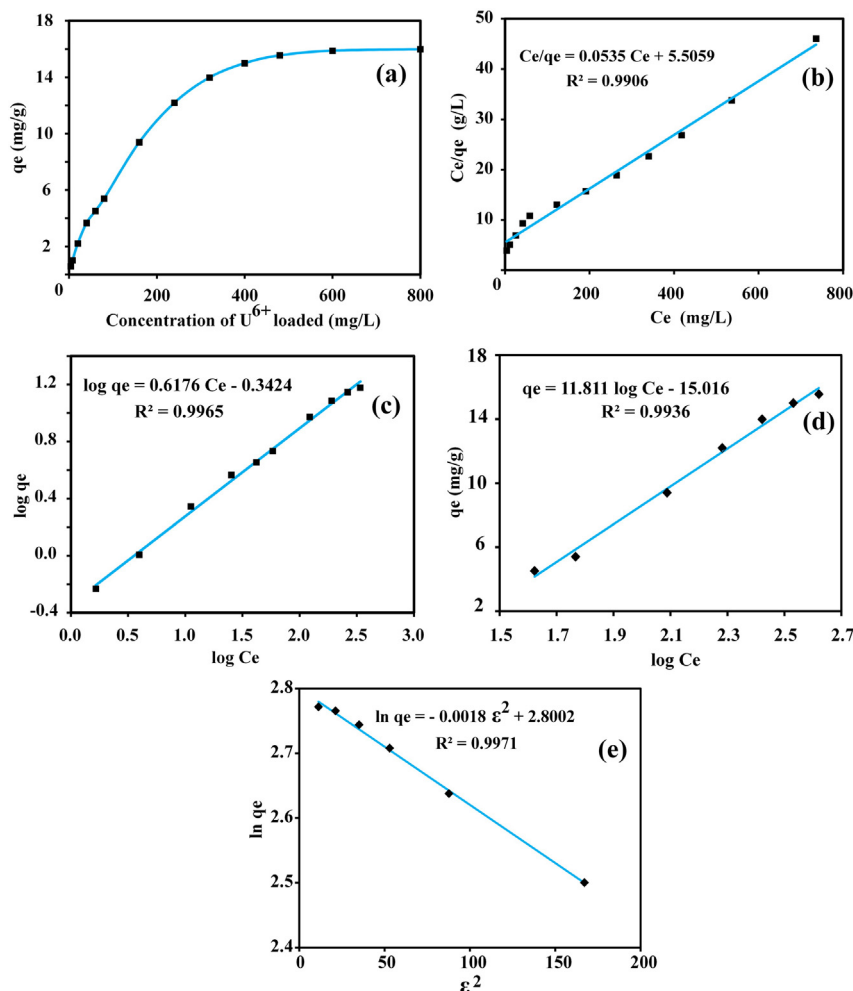 18
16
12
8
6
4
2
0
200
400
600
800
qe (mg/g)
Concentration of U⁶⁺ loaded (mg/L)
(a)
50
40
30
20
10
0
200
400
600
800
Ce/qe (g/L)
Ce (mg/L)
Ce/qe = 0.0535 Ce + 5.5059
R² = 0.9906
(b)
1.2
0.8
0.4
0.0
-0.4
0.0
0.5
1.0
1.5
2.0
2.5
3.0
log qe
log Ce
log qe = 0.6176 Ce - 0.3424
R² = 0.9965
(c)
18
14
10
6
2
1.5
1.7
1.9
2.1
2.3
2.5
2.7
qe (mg/g)
log Ce
qe = 11.811 log Ce - 15.016
R² = 0.9936
(d)
2.8
2.7
2.6
2.5
2.4
0
50
100
150
200
ln qe
ε²
ln qe = - 0.0018 ε² + 2.8002
R² = 0.9971
(e)